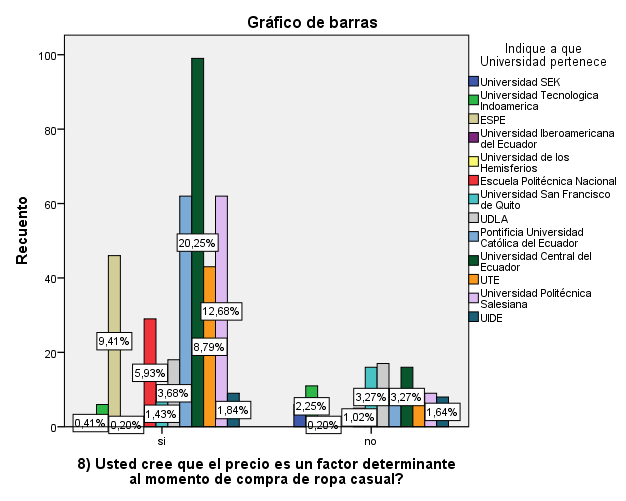 Gráfico de barras
Indique a que
Universidad pertenece
Universidad SEK
Universidad Tecnologica
Indoamerica
ESPE
Universidad Iberoamericana
del Ecuador
Universidad de los
Hemisferios
Escuela Politécnica Nacional
Universidad San Francisco
de Quito
UDLA
Pontificia Universidad
Católica del Ecuador
Universidad Central del
Ecuador
UTE
Universidad Politécnica
Salesiana
UIDE
Recuento
100
80
60
40
20
0
20,25%
12,68%
9,41%
8,79%
5,93%
3,68%
1,43%
1,84%
0,41%
0,20%
2,25%
0,20%
3,27%
3,27%
1,02%
1,64%
si
no
8) Usted cree que el precio es un factor determinante
al momento de compra de ropa casual?